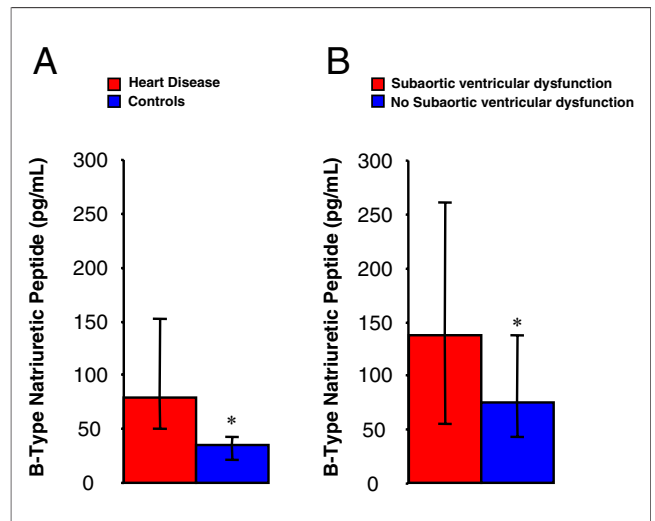 A
Heart Disease
Controls
B-Type Natriuretic Peptide (pg/mL)
300
250
200
150
100
50
0
*
B
Subaortic ventricular dysfunction
No Subaortic ventricular dysfunction
B-Type Natriuretic Peptide (pg/mL)
300
250
200
150
100
50
0
*